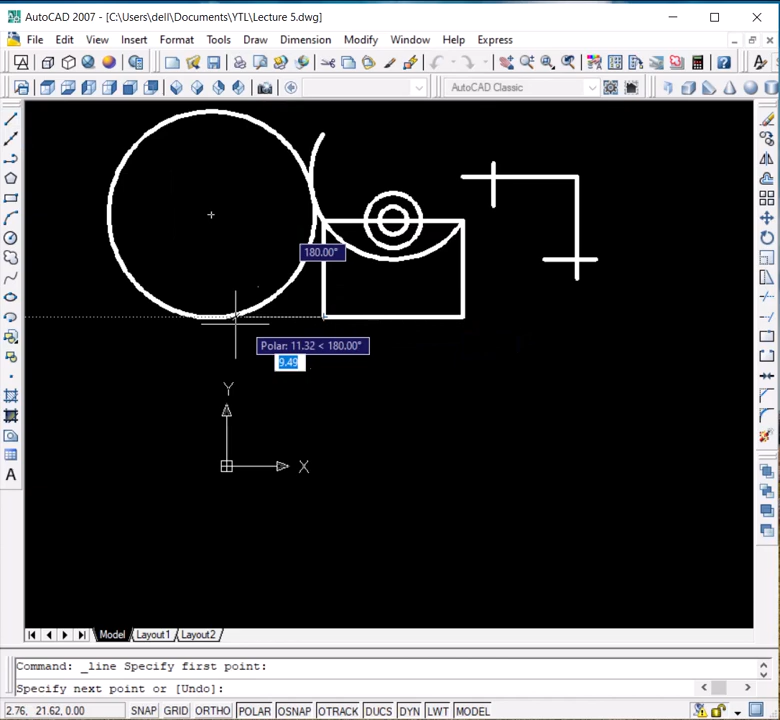 AutoCAD 2007 - [C:\Users\dell\Documents\YTL\Lecture 5.dwg]
File Edit View Insert Format Tools Draw Dimension Modify Window Help Express
AutoCAD Classic
180.00°
Polar: 11.32 < 180.00°
9.49
Y
X
A
Model Layout1 Layout2
Command: _line Specify first point:
Specify next point or [Undo]:
2.76, 21.62, 0.00 SNAP GRID ORTHO POLAR OSNAP OTRACK DUCS DYN LWT MODEL